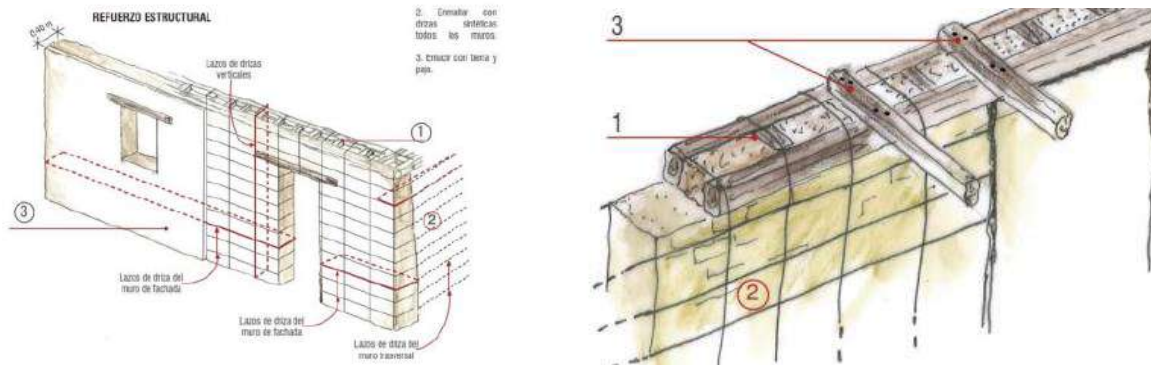 REFUERZO ESTRUCTURAL
0.40 m
2. Enmallar con
drizas sintéticas
todos los muros.
3. Enlucir con tierra y
paja.
Lazos de drizas
verticales
1
2
3
Lazos de driza del
muro de fachada
Lazos de driza del
muro de fachada
Lazos de driza del
muro trasversal
3
1
2